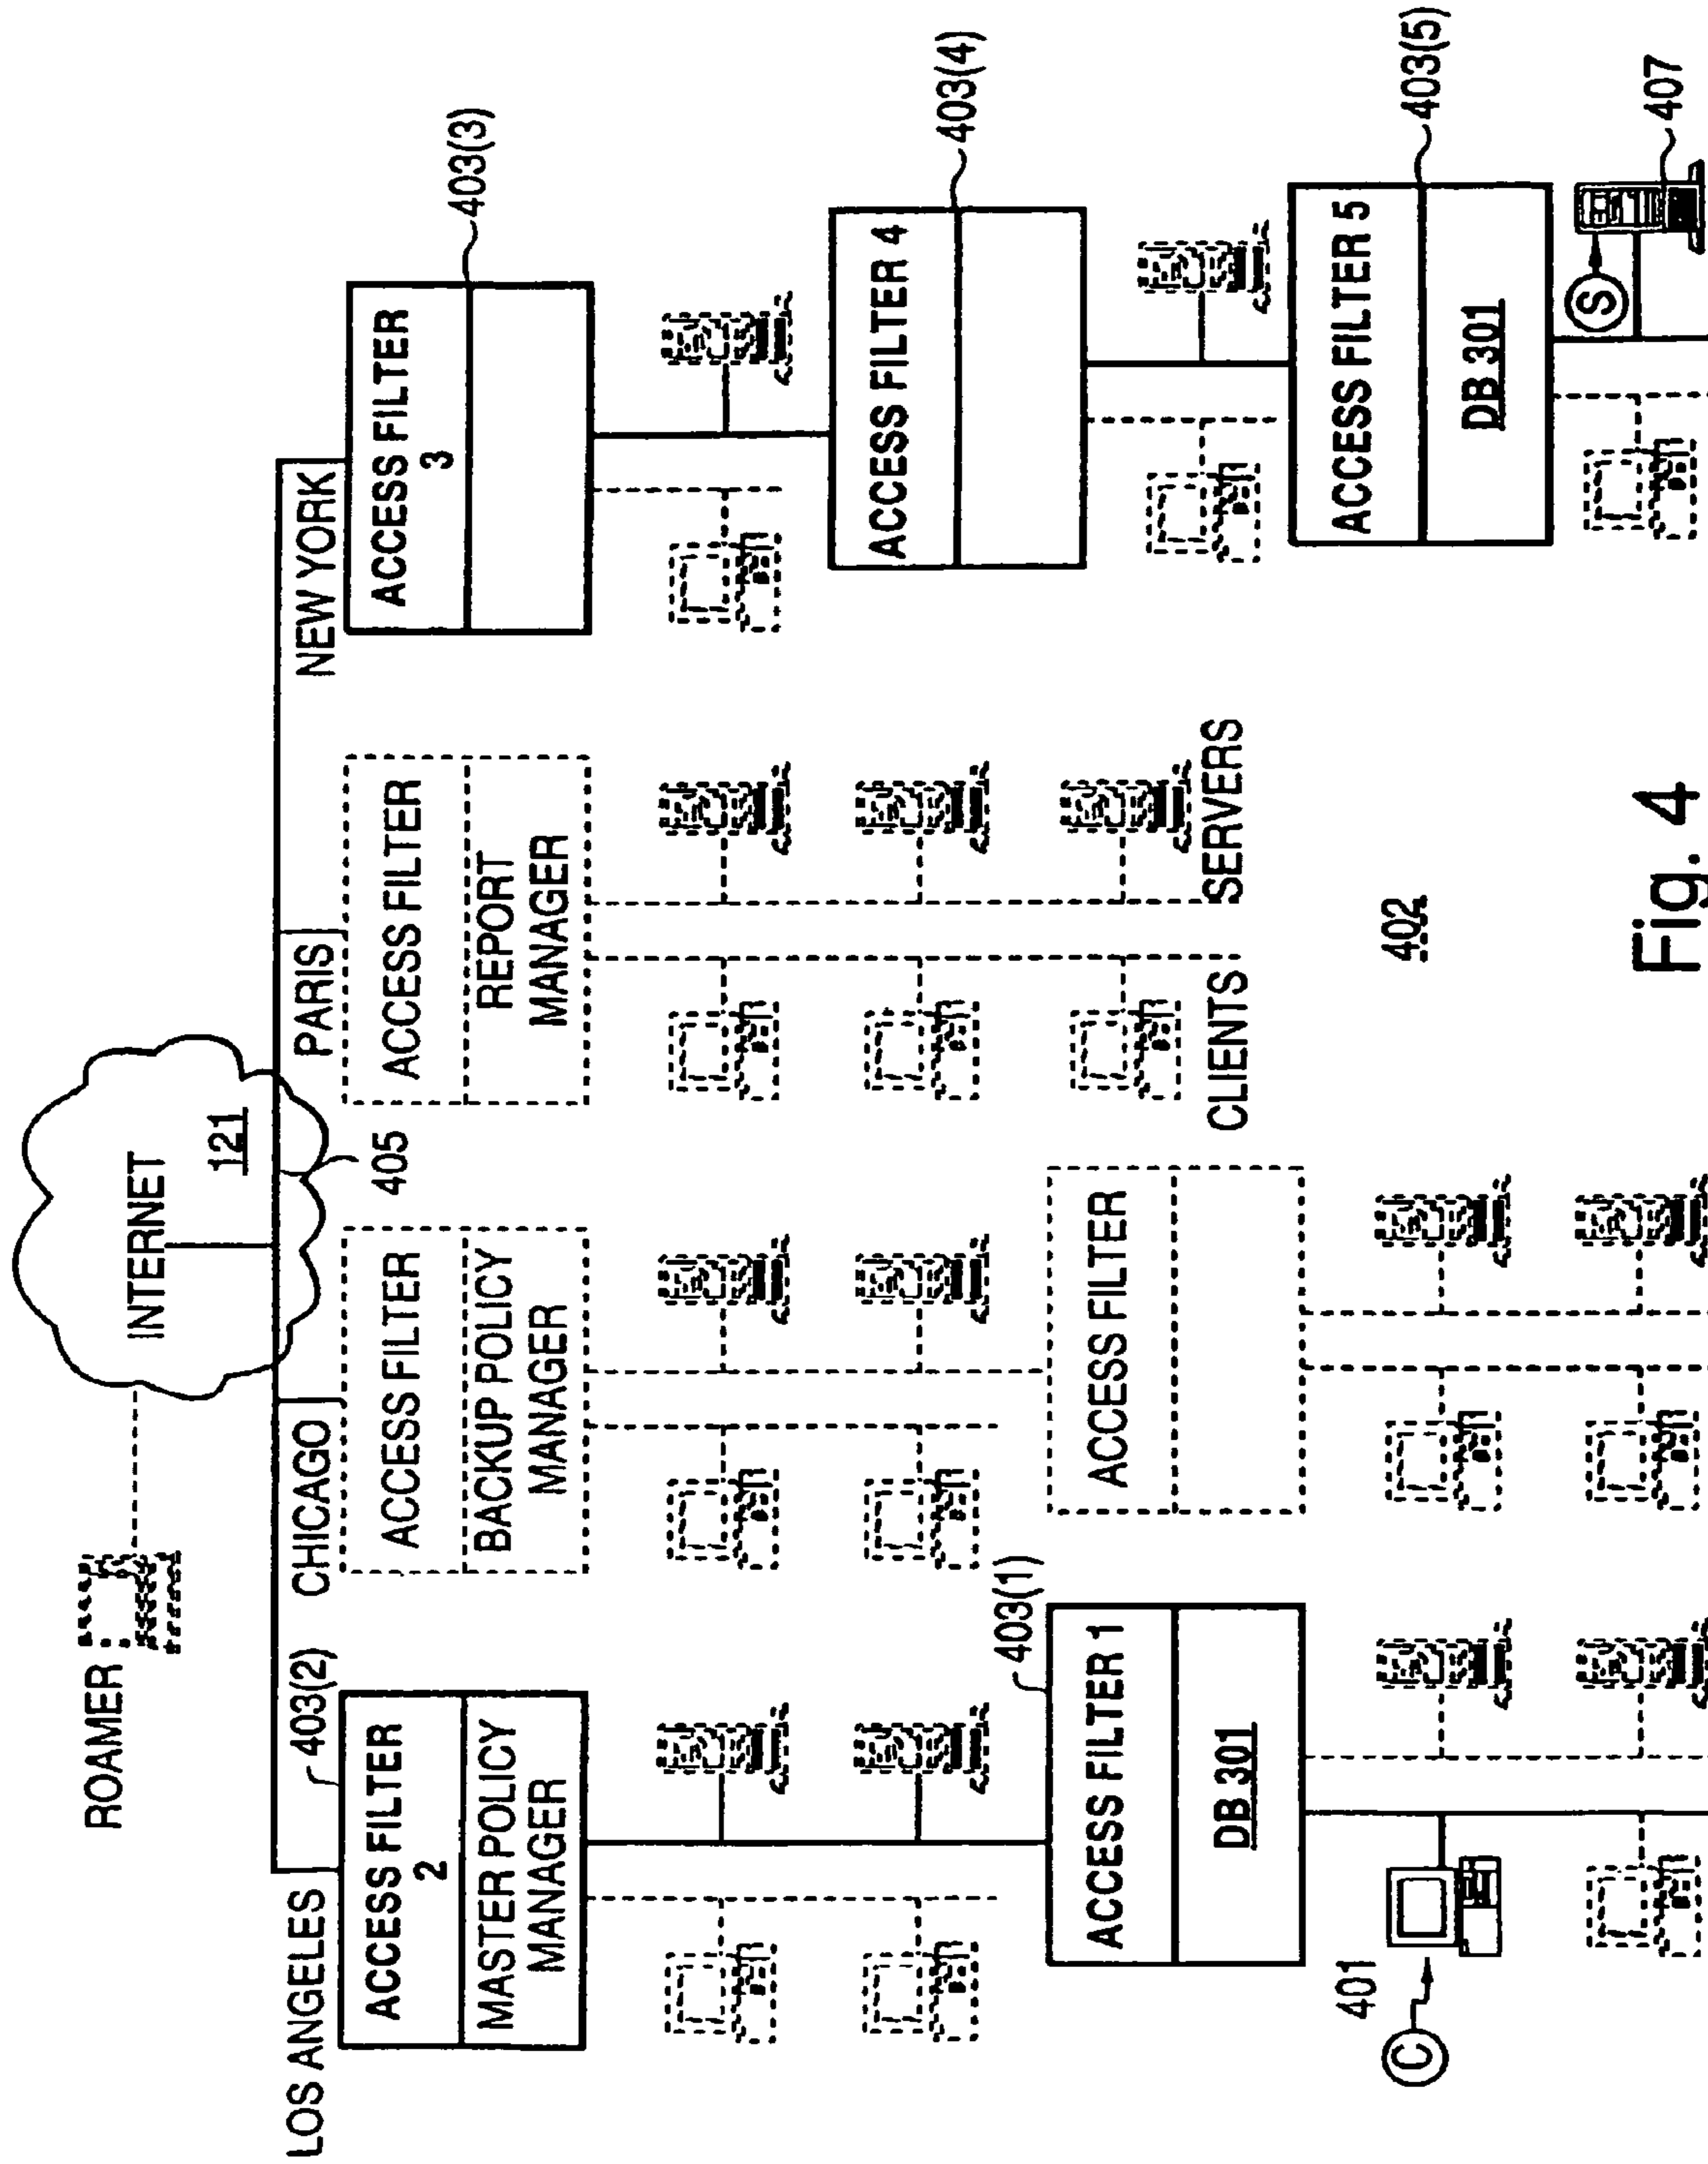 ROAMER
INTERNET
121
405
LOS ANGELES
CHICAGO
PARIS
NEW YORK
403(2)
ACCESS FILTER
2
MASTER POLICY
MANAGER
ACCESS FILTER
BACKUP POLICY
MANAGER
ACCESS FILTER
REPORT
MANAGER
ACCESS FILTER
3
403(3)
403(1)
ACCESS FILTER 1
DB 301
ACCESS FILTER
CLIENTS
SERVERS
ACCESS FILTER 4
403(4)
ACCESS FILTER 5
DB 301
403(5)
C
401
402
S
407
Fig. 4